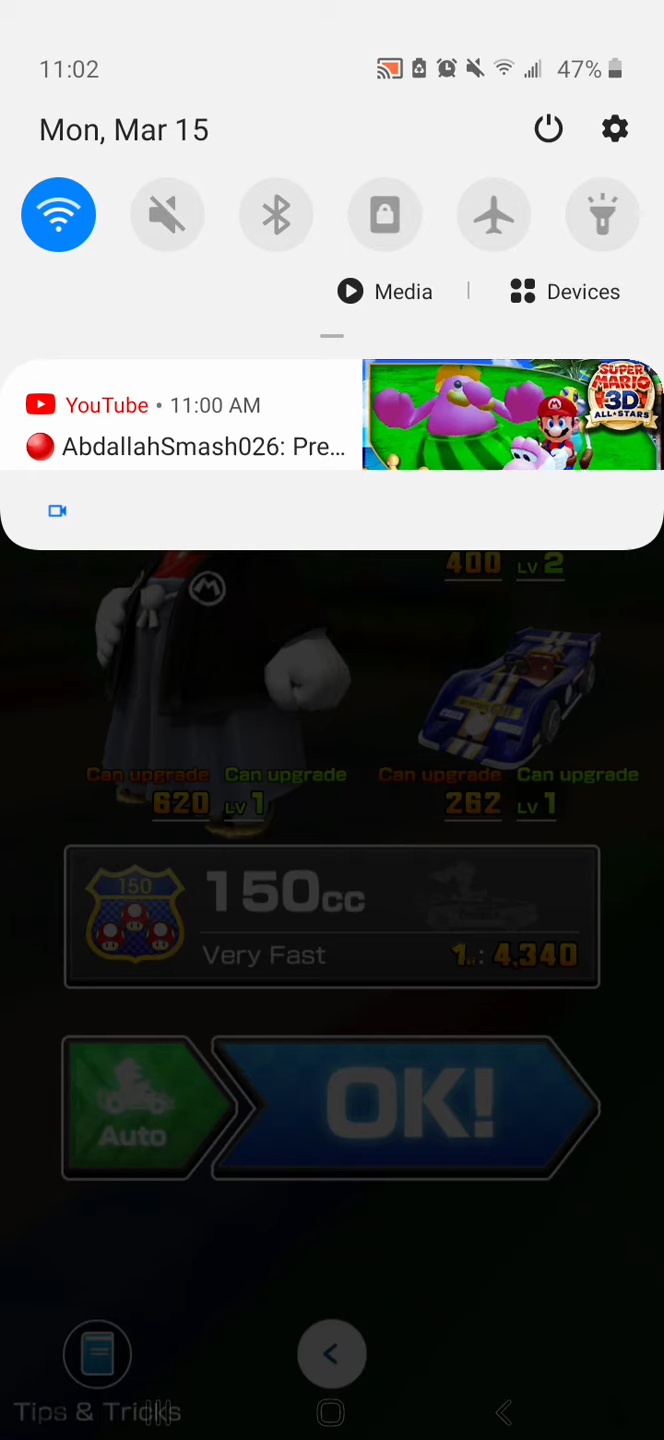 11:02 47%
Mon, Mar 15
Media | Devices
YouTube • 11:00 AM
AbdallahSmash026: Pre...
SUPER
MARIO
3D
ALL★STARS
400 LV 2
Can upgrade Can upgrade Can upgrade Can upgrade
620 LV 1 262 LV 1
150
150cc
Very Fast 4,340
Auto OK!
Tips & Tricks